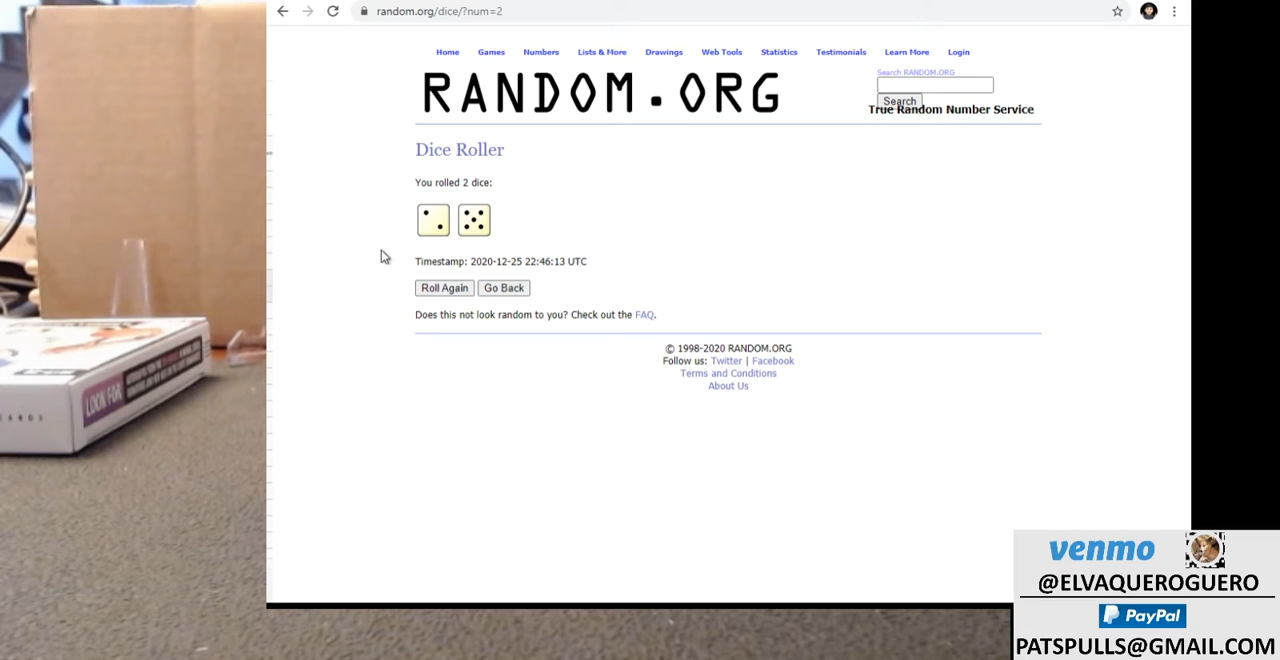 random.org/dice/?num=2
Home Games Numbers Lists & More Drawings Web Tools Statistics Testimonials Learn More Login
RANDOM.ORG
Search RANDOM.ORG
Search
True Random Number Service
Dice Roller
You rolled 2 dice:
Timestamp: 2020-12-25 22:46:13 UTC
Roll Again Go Back
Does this not look random to you? Check out the FAQ.
© 1998-2020 RANDOM.ORG
Follow us: Twitter | Facebook
Terms and Conditions
About Us
LOOK FOR
CARDS
venmo
@ELVAQUEROGUERO
PayPal
PATSPULLS@GMAIL.COM